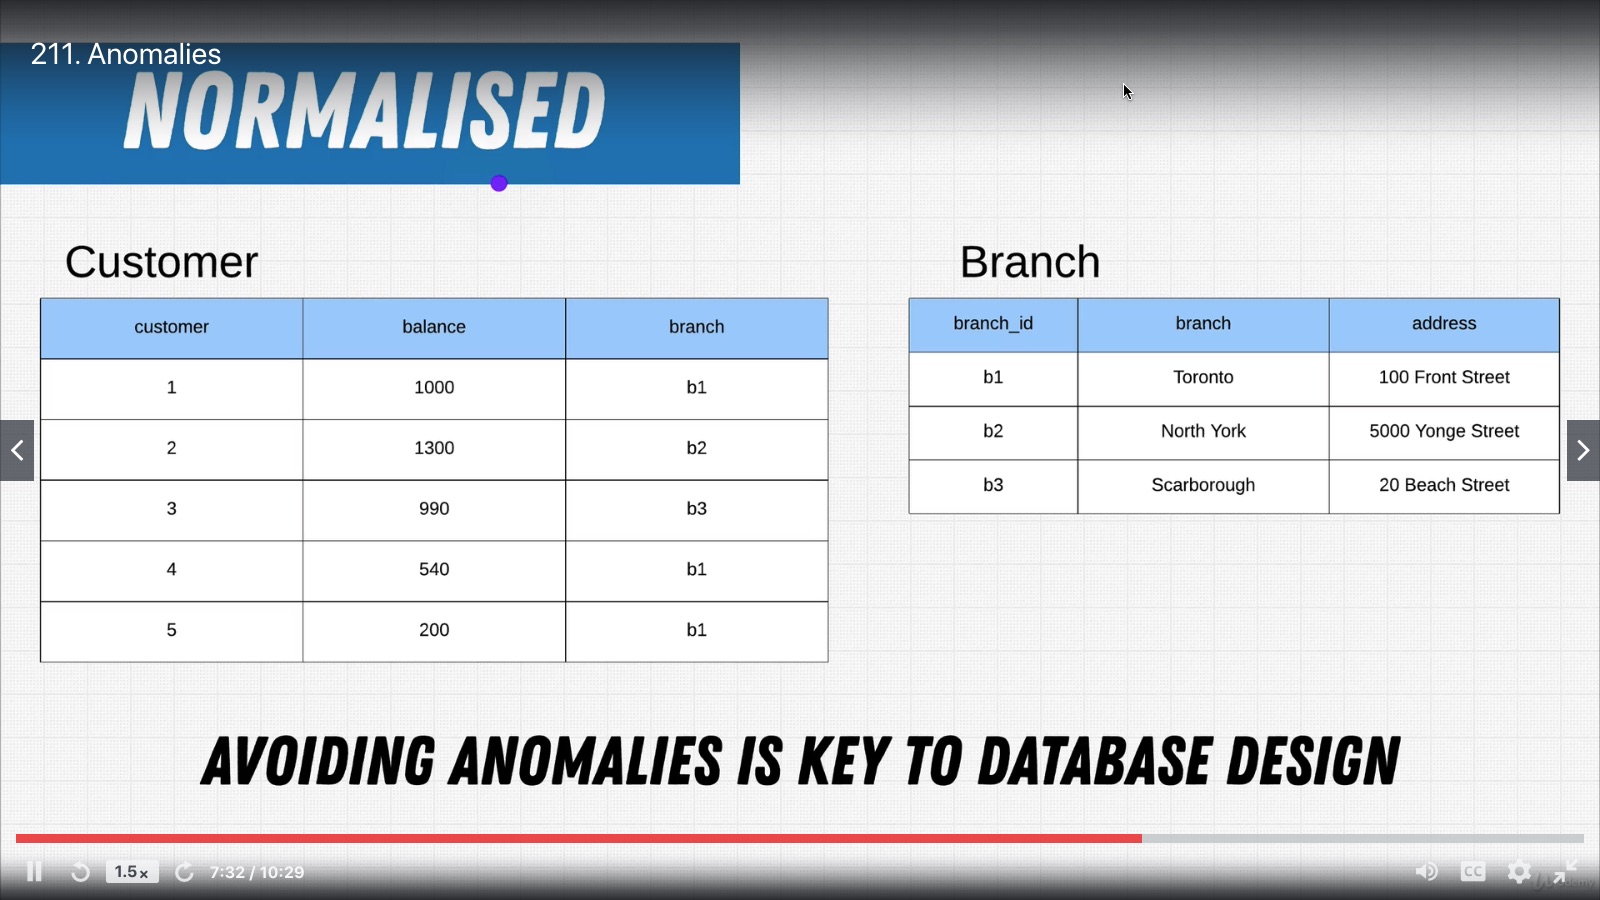 211. Anomalies
NORMALISED
Customer
customer balance branch
1 1000 b1
2 1300 b2
3 990 b3
4 540 b1
5 200 b1
Branch
branch_id branch address
b1 Toronto 100 Front Street
b2 North York 5000 Yonge Street
b3 Scarborough 20 Beach Street
AVOIDING ANOMALIES IS KEY TO DATABASE DESIGN
1.5x 7:32 / 10:29 CC